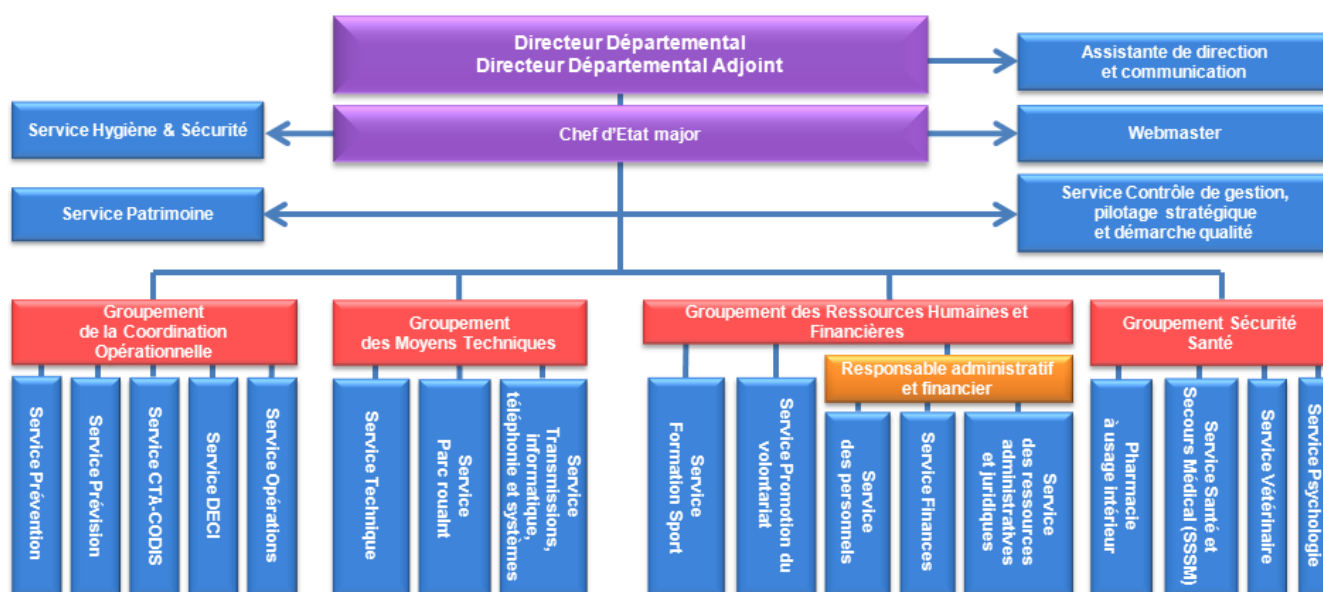 Directeur Départemental
Directeur Départemental Adjoint
Assistante de direction
et communication
Service Hygiène & Sécurité
Chef d'Etat major
Webmaster
Service Patrimoine
Service Contrôle de gestion,
pilotage stratégique
et démarche qualité
Groupement
de la Coordination
Opérationnelle
Groupement
des Moyens Techniques
Groupement des Ressources Humaines et
Financières
Groupement Sécurité
Santé
Responsable administratif
et financier
Service Prévention
Service Prévision
Service CTA-CODIS
Service DECI
Service Opérations
Service Technique
Service
Parc rouaInt
Service
Transmissions,
informatique,
téléphonie et systèmes
Service
Formation Sport
Service Promotion du
volontariat
Service
des personnels
Service Finances
Service
des ressources
administratives
et juridiques
Pharmacie
à usage intérieur
Service Santé et
Secours Médical (SSSM)
Service Vétérinaire
Service Psychologie